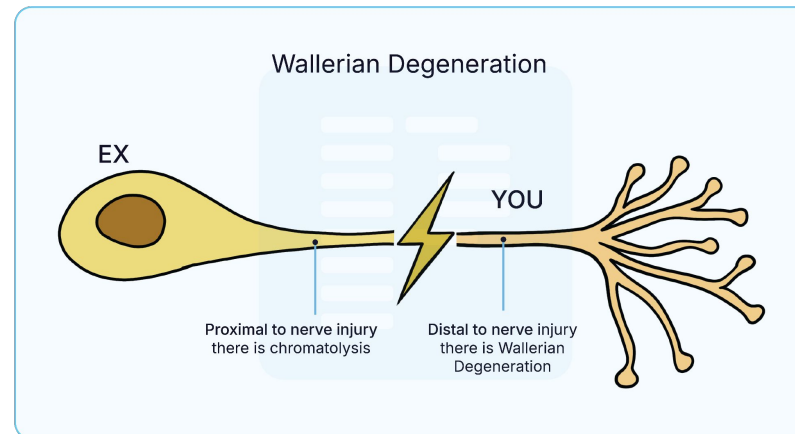 Wallerian Degeneration
EX
YOU
Proximal to nerve injury
there is chromatolysis
Distal to nerve injury
there is Wallerian
Degeneration